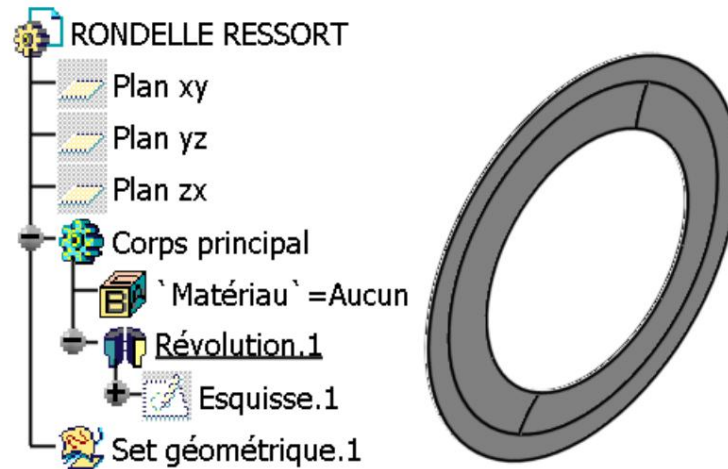 RONDELLE RESSORT
Plan xy
Plan yz
Plan zx
Corps principal
`Matériau`=Aucun
Révolution.1
Esquisse.1
Set géométrique.1